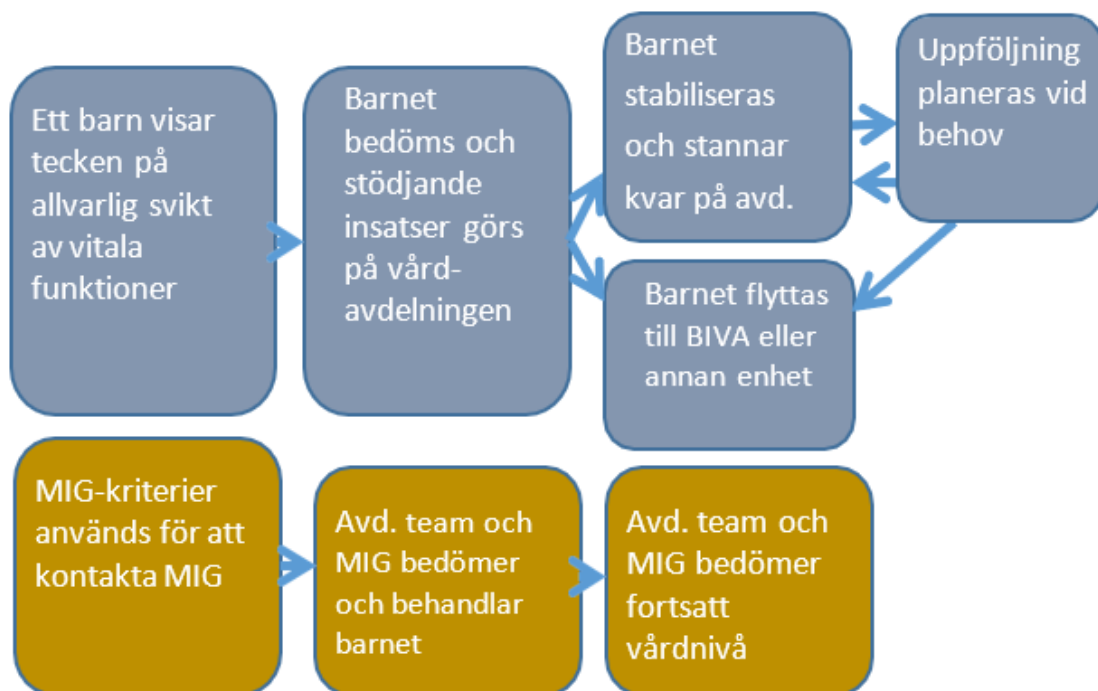 Ett barn visar
tecken på
allvarlig svikt
av vitala
funktioner
Barnet
bedöms och
stödjande
insatser görs
på vård-
avdelningen
Barnet
stabiliseras
och stannar
kvar på avd.
Uppföljning
planeras vid
behov
Barnet flyttas
till BIVA eller
annan enhet
MIG-kriterier
används för att
kontakta MIG
Avd. team och
MIG bedömer
och behandlar
barnet
Avd. team och
MIG bedömer
fortsatt
vårdnivå